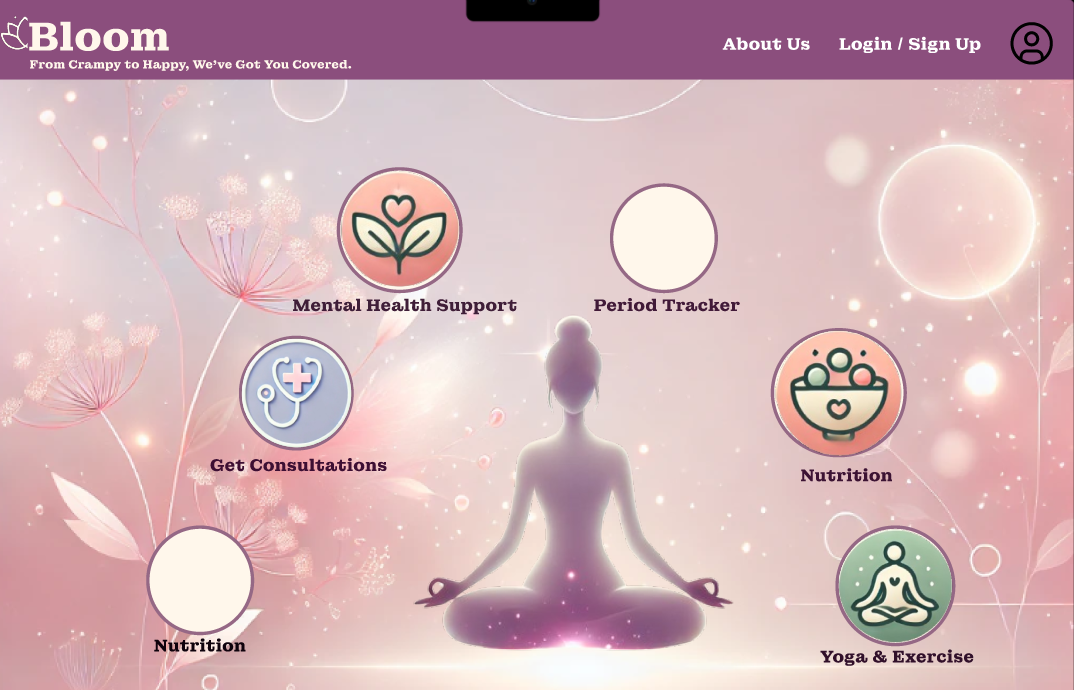 Bloom
From Crampy to Happy, We've Got You Covered.
About Us
Login / Sign Up
Mental Health Support
Period Tracker
Get Consultations
Nutrition
Nutrition
Yoga & Exercise